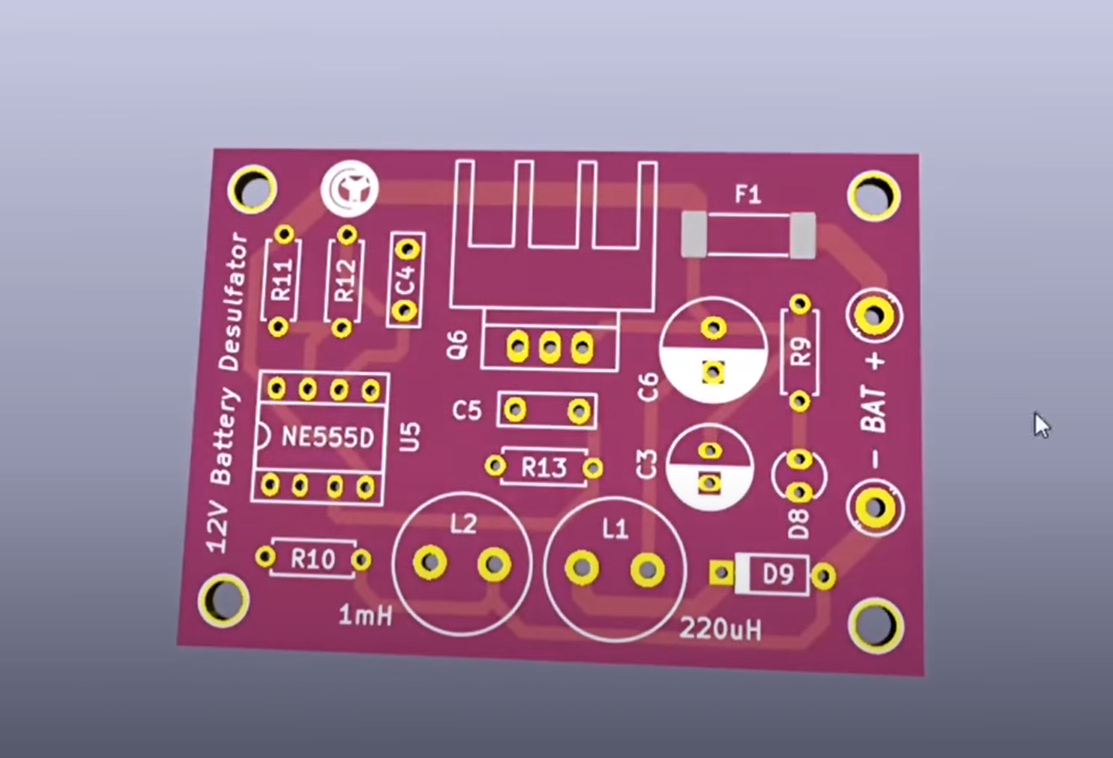 F1
R11
R12
C4
Q6
C6
R9
BAT +
-
12V Battery Desulfator
NE555D
U5
C5
R13
C3
L2
L1
D8
R10
D9
1mH
220uH